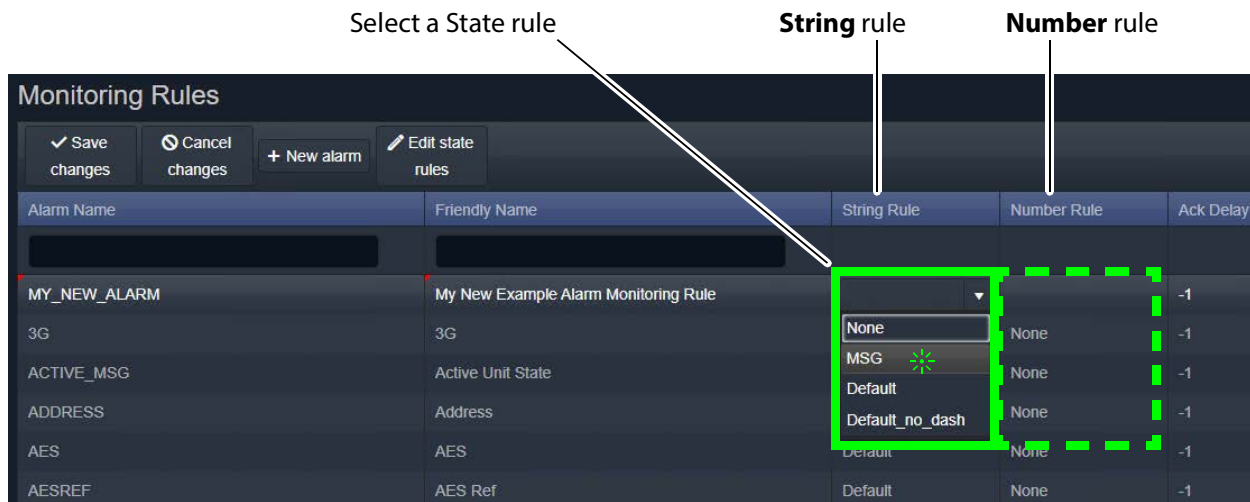 Select a State rule String rule Number rule
Monitoring Rules
Save changes Cancel changes + New alarm Edit state rules
Alarm Name Friendly Name String Rule Number Rule Ack Delay
MY_NEW_ALARM My New Example Alarm Monitoring Rule -1
3G 3G None None -1
ACTIVE_MSG Active Unit State MSG None -1
Default
ADDRESS Address Default_no_dash None -1
AES AES Default None -1
AESREF AES Ref Default None -1